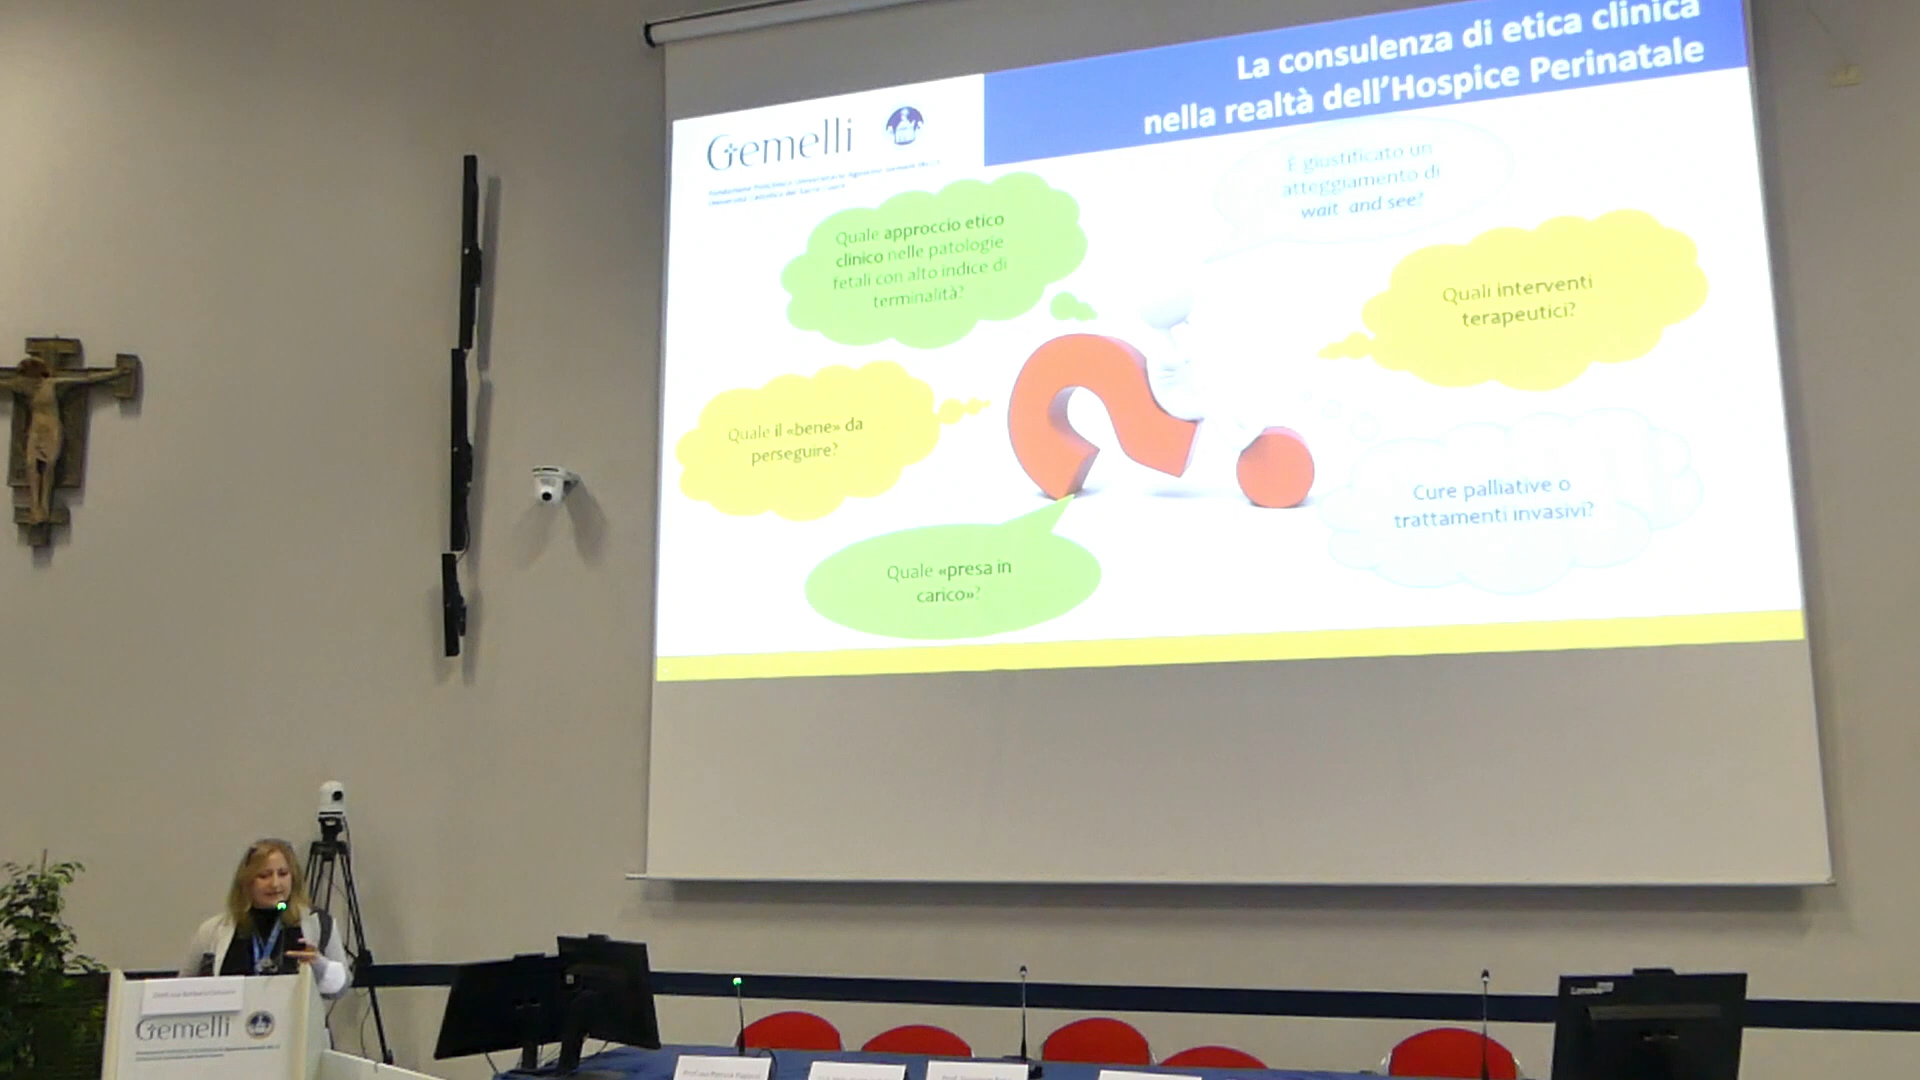 La consulenza di etica clinica
nella realtà dell'Hospice Perinatale
Gemelli
È giustificato un
atteggiamento di
wait and see?
Quale approccio etico
clinico nelle patologie
fetali con alto indice di
terminalità?
Quali interventi
terapeutici?
Quale il «bene» da
perseguire?
Cure palliative o
trattamenti invasivi?
Quale «presa in
carico»?
Gemelli
Lenovo